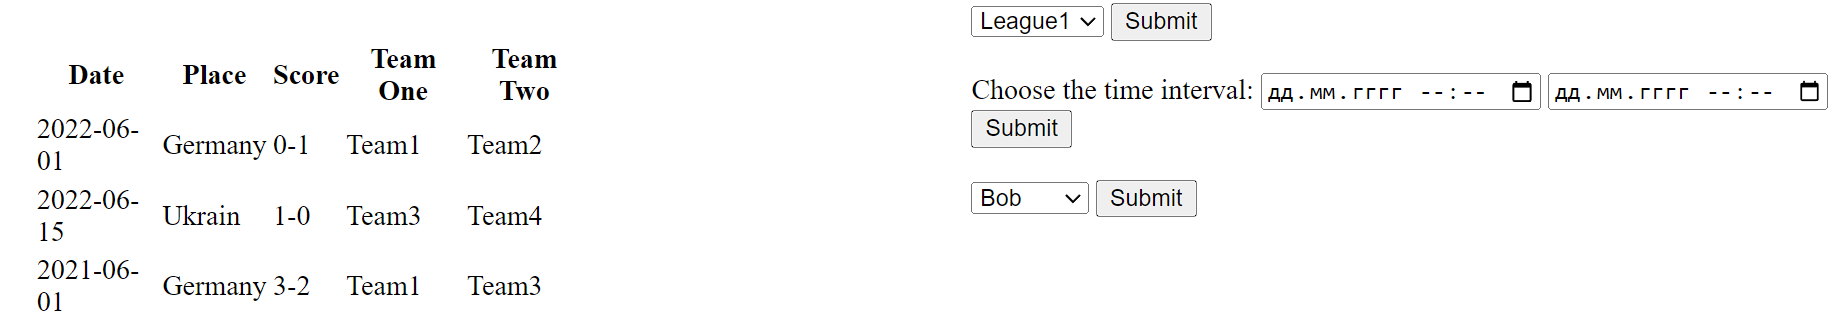 Date Place Score Team One Team Two
2022-06-01 Germany 0-1 Team1 Team2
2022-06-15 Ukrain 1-0 Team3 Team4
2021-06-01 Germany 3-2 Team1 Team3
League1 Submit
Choose the time interval: дд.мм.гггг --:-- дд.мм.гггг --:--
Submit
Bob Submit